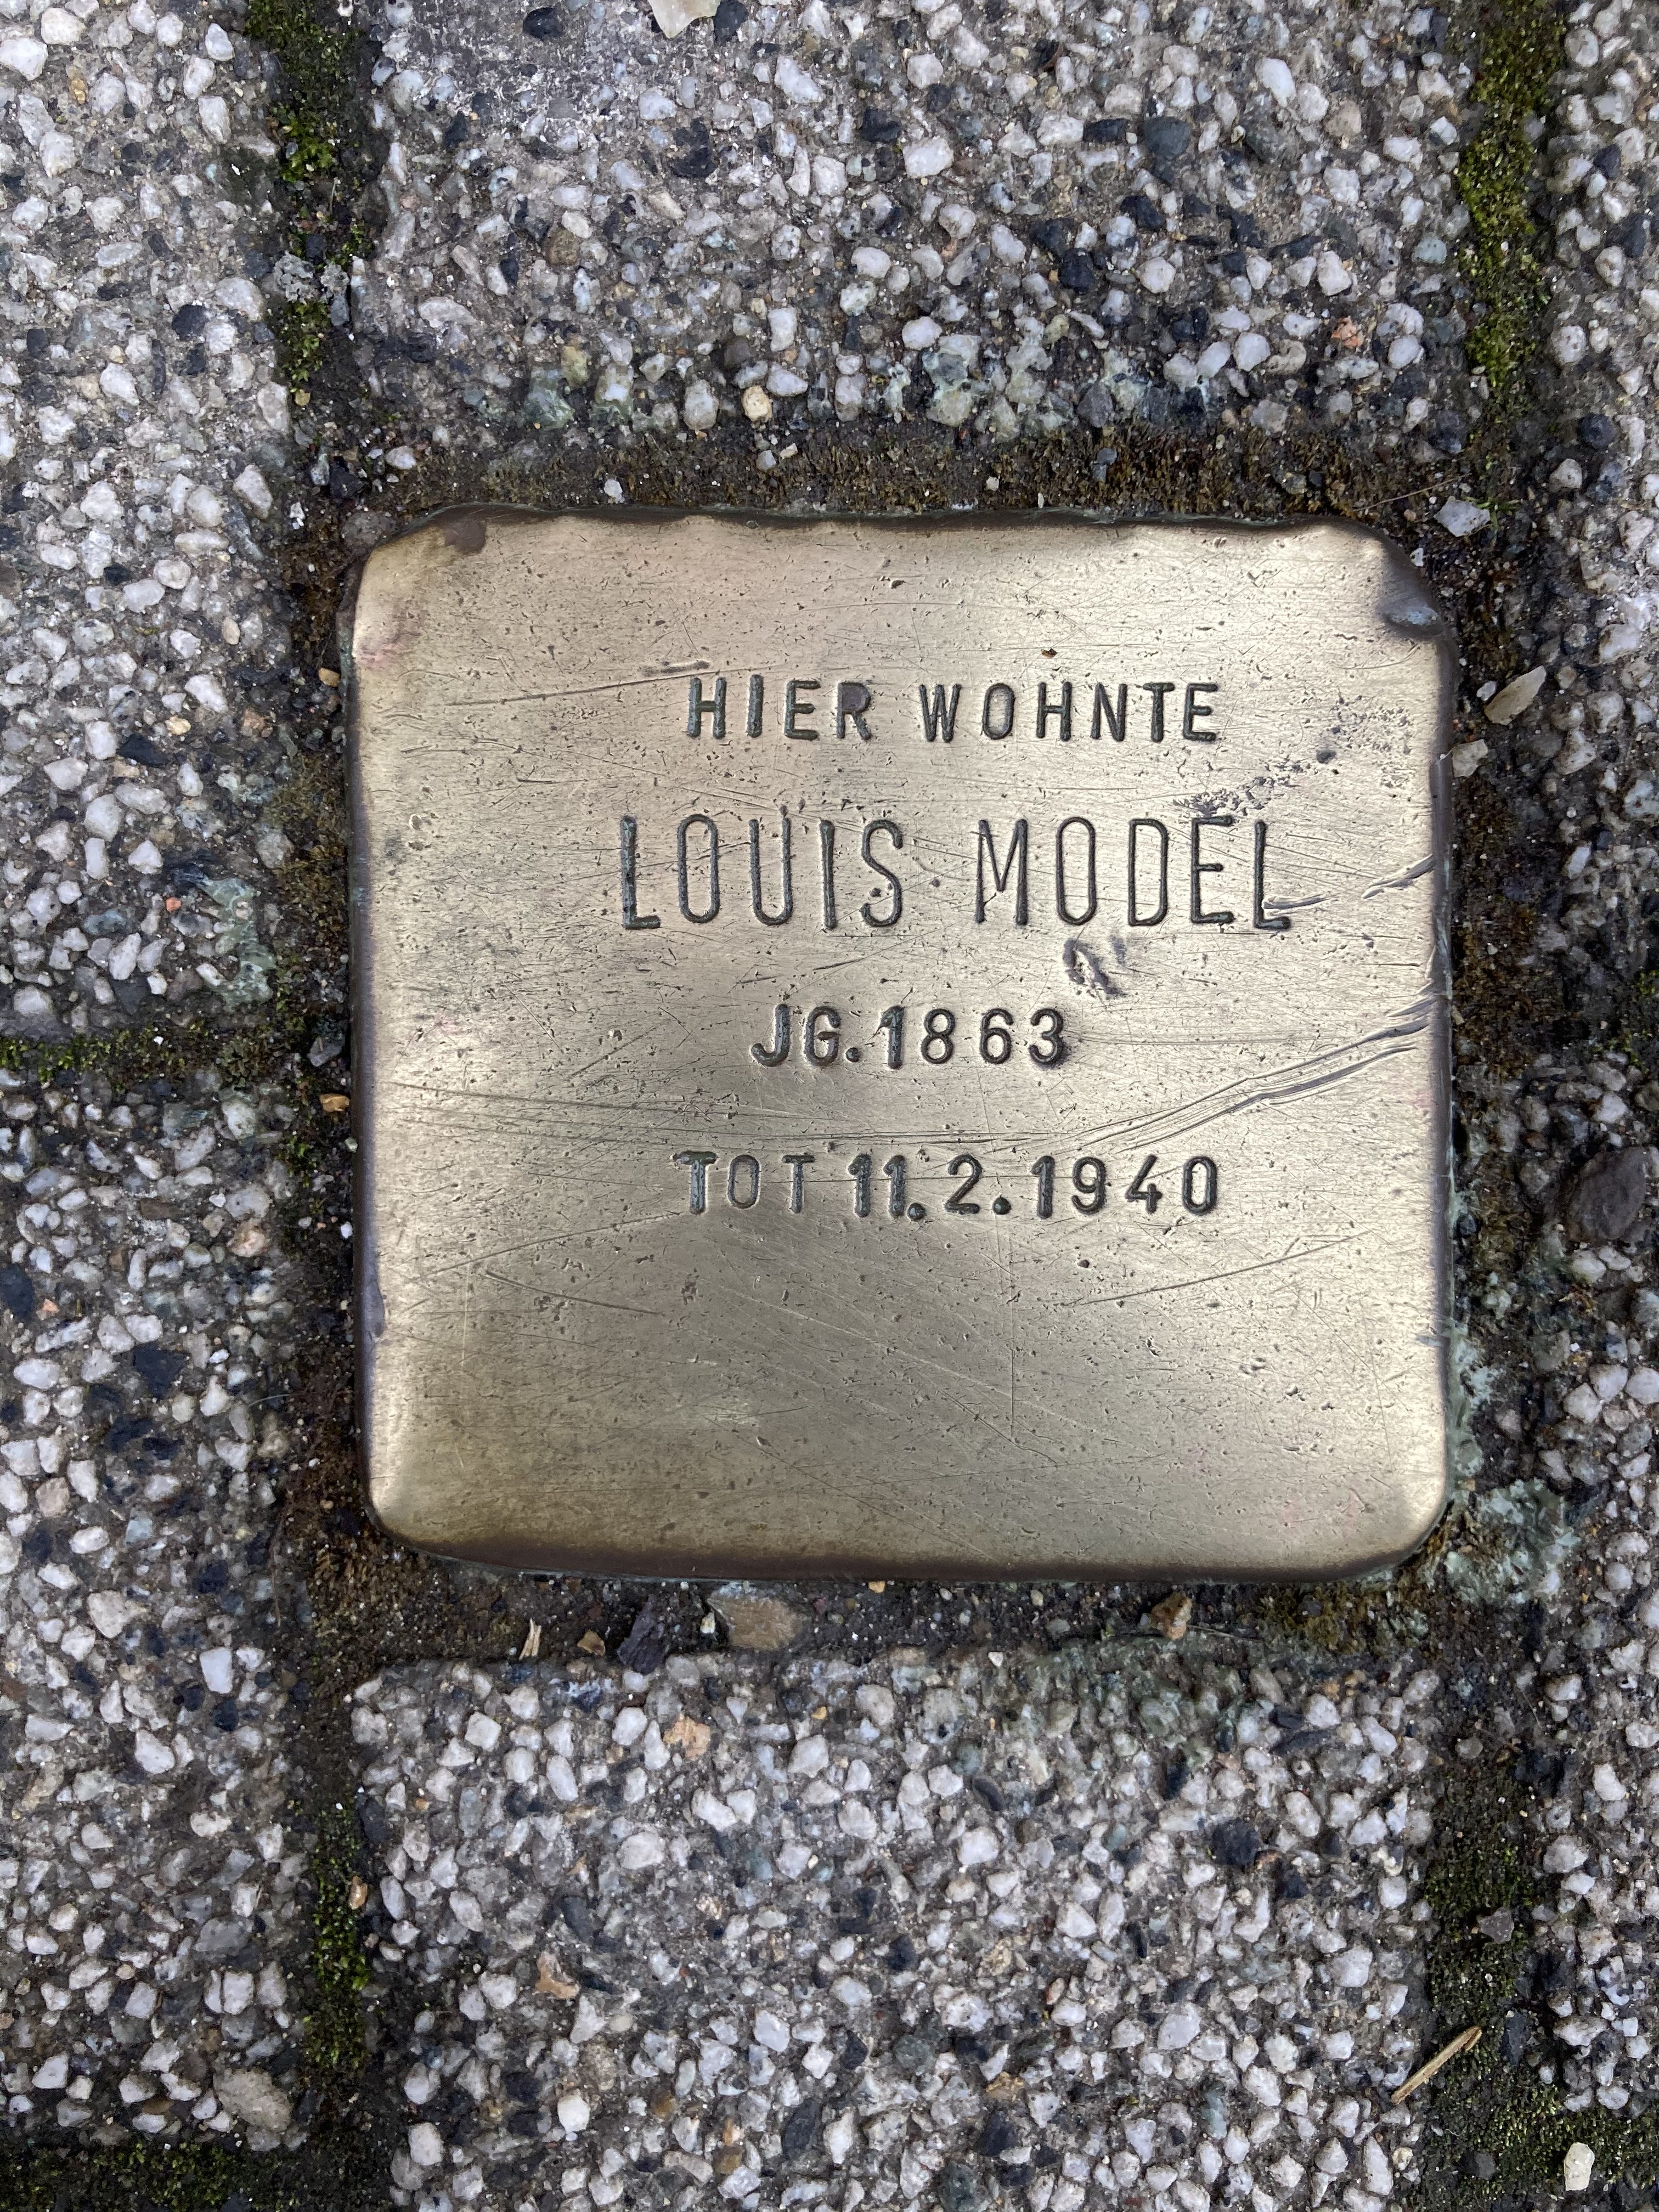 HIER WOHNTE
LOUIS MODEL
JG. 1863
TOT 11.2.1940